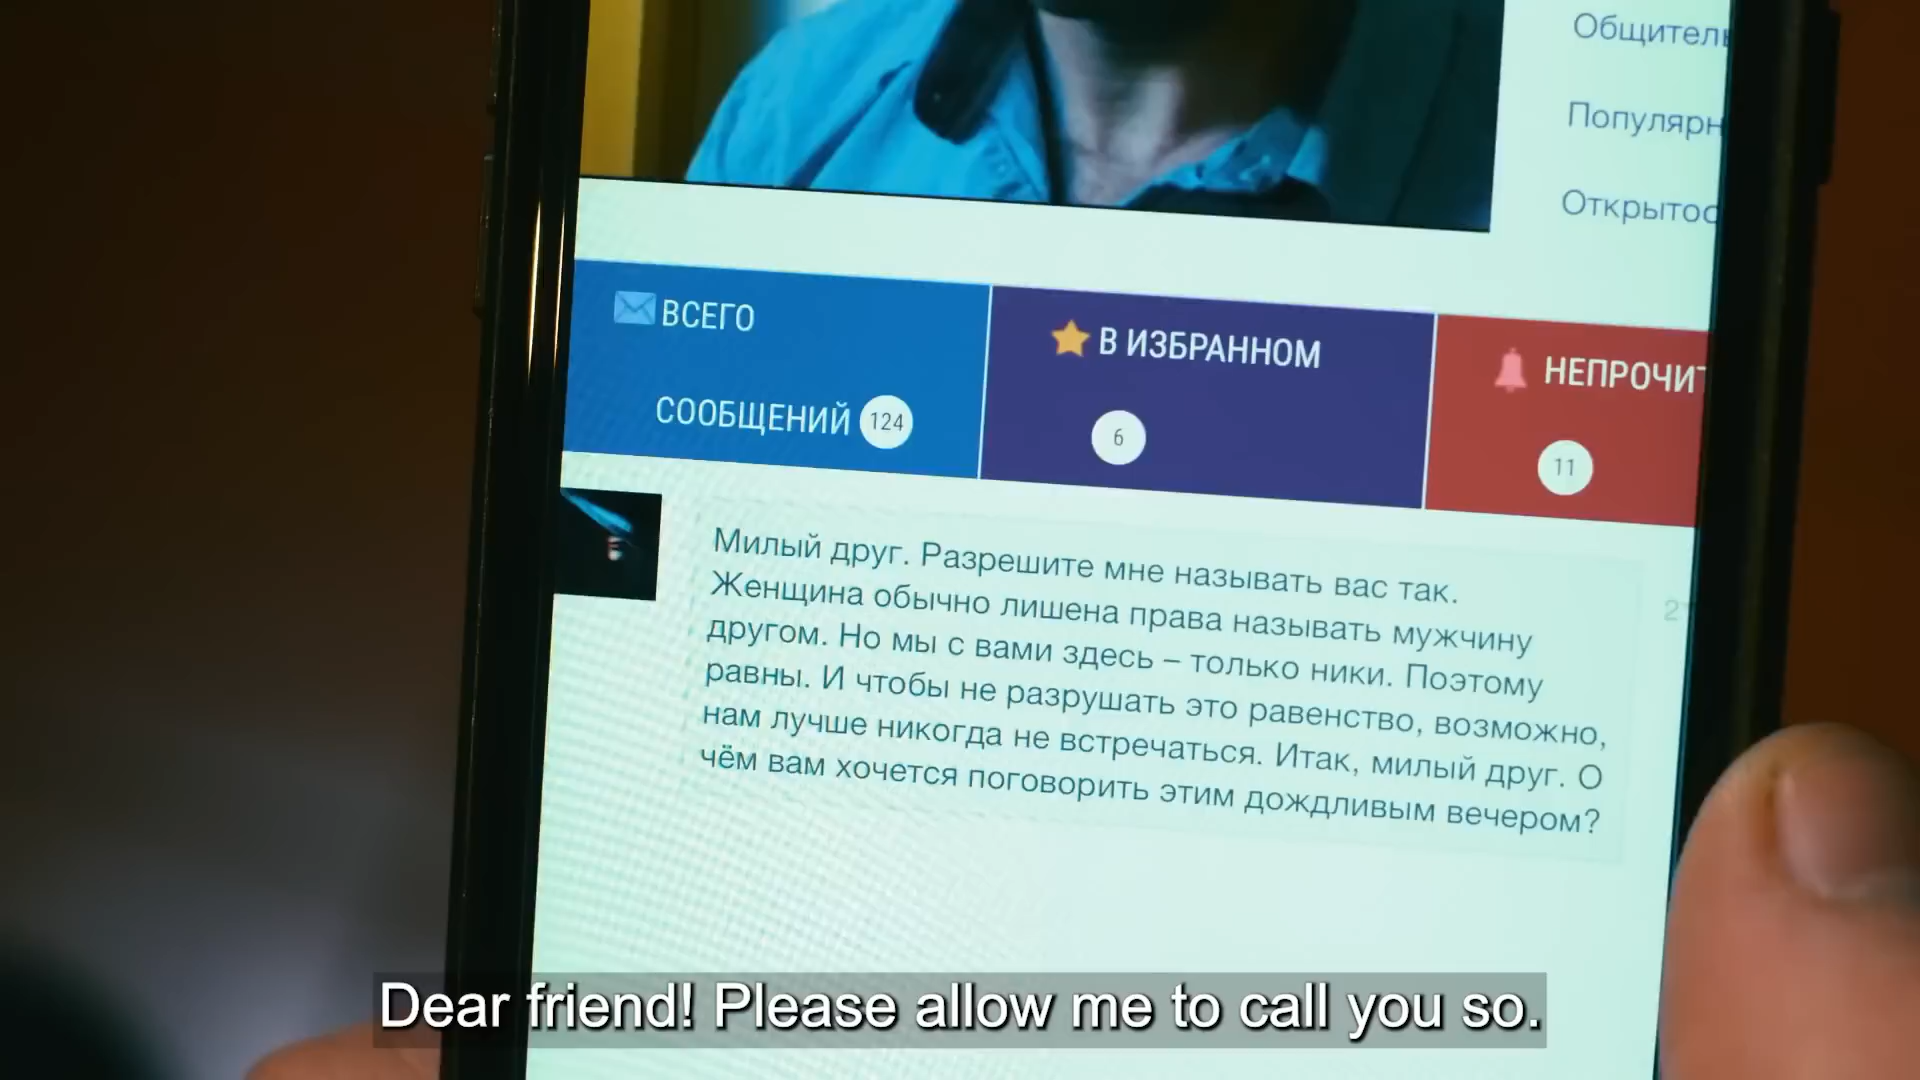 Общитель
Популярн
Открытос
ВСЕГО
СООБЩЕНИЙ 124
В ИЗБРАННОМ
6
НЕПРОЧИТ
11
Милый друг. Разрешите мне называть вас так.
Женщина обычно лишена права называть мужчину
другом. Но мы с вами здесь – только ники. Поэтому
равны. И чтобы не разрушать это равенство, возможно,
нам лучше никогда не встречаться. Итак, милый друг. О
чём вам хочется поговорить этим дождливым вечером?
Dear friend! Please allow me to call you so.